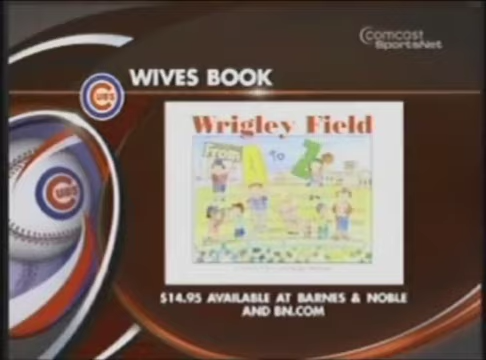 comcast
SportsNet
WIVES BOOK
CUBS
Wrigley Field
From A to Z
CUBS
$14.95 AVAILABLE AT BARNES & NOBLE
AND BN.COM